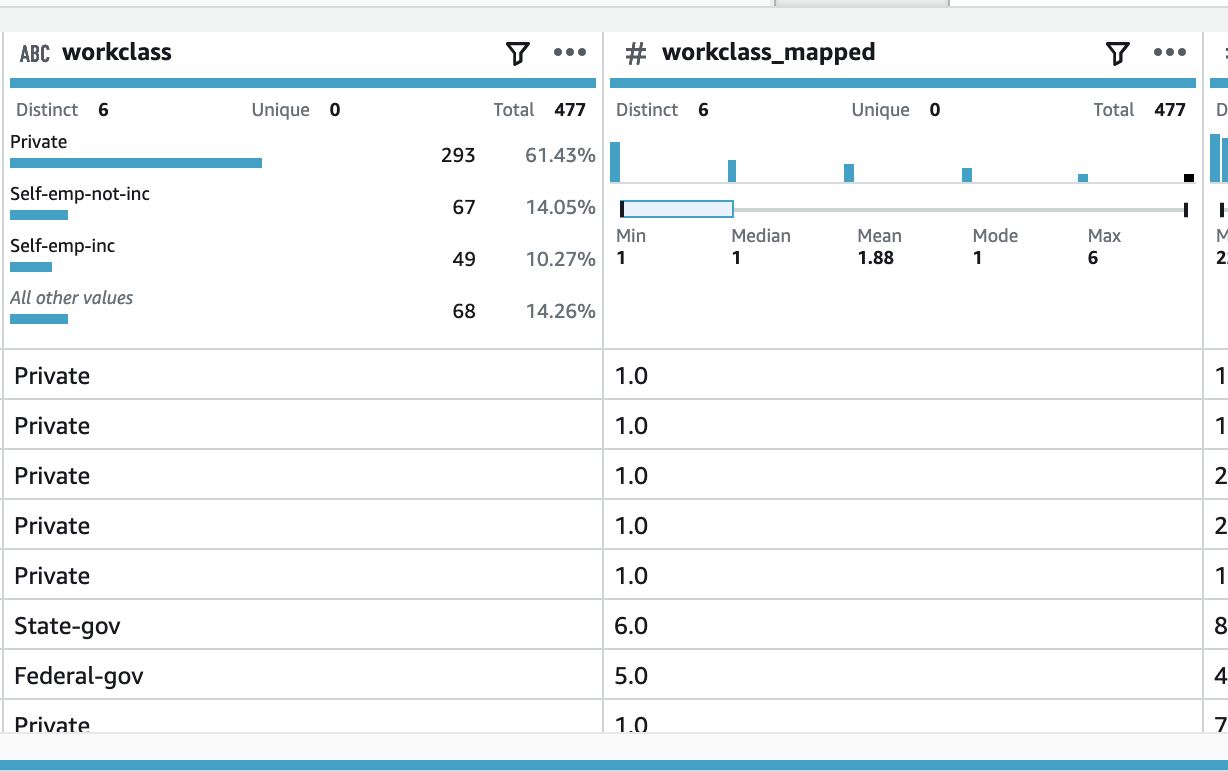 ABC workclass
Distinct 6 Unique 0 Total 477
Private 293 61.43%
Self-emp-not-inc 67 14.05%
Self-emp-inc 49 10.27%
All other values 68 14.26%
Private
Private
Private
Private
Private
State-gov
Federal-gov
Private
# workclass_mapped
Distinct 6 Unique 0 Total 477
Min Median Mean Mode Max
1 1 1.88 1 6
1.0
1.0
1.0
1.0
1.0
6.0
5.0
1.0
D
M
2
1
1
2
2
1
8
4
7